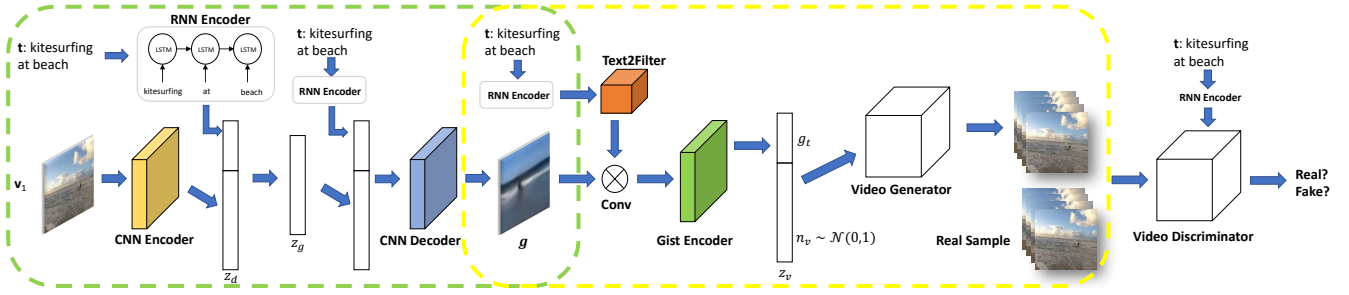 RNN Encoder
t: kitesurfing
at beach
LSTM
LSTM
LSTM
kitesurfing
at
beach
v₁
CNN Encoder
z_d
z_g
t: kitesurfing
at beach
RNN Encoder
CNN Decoder
t: kitesurfing
at beach
RNN Encoder
g
Text2Filter
Conv
Gist Encoder
g_t
n_v ~ 𝒩(0,1)
z_v
Video Generator
Real Sample
t: kitesurfing
at beach
RNN Encoder
Video Discriminator
Real?
Fake?